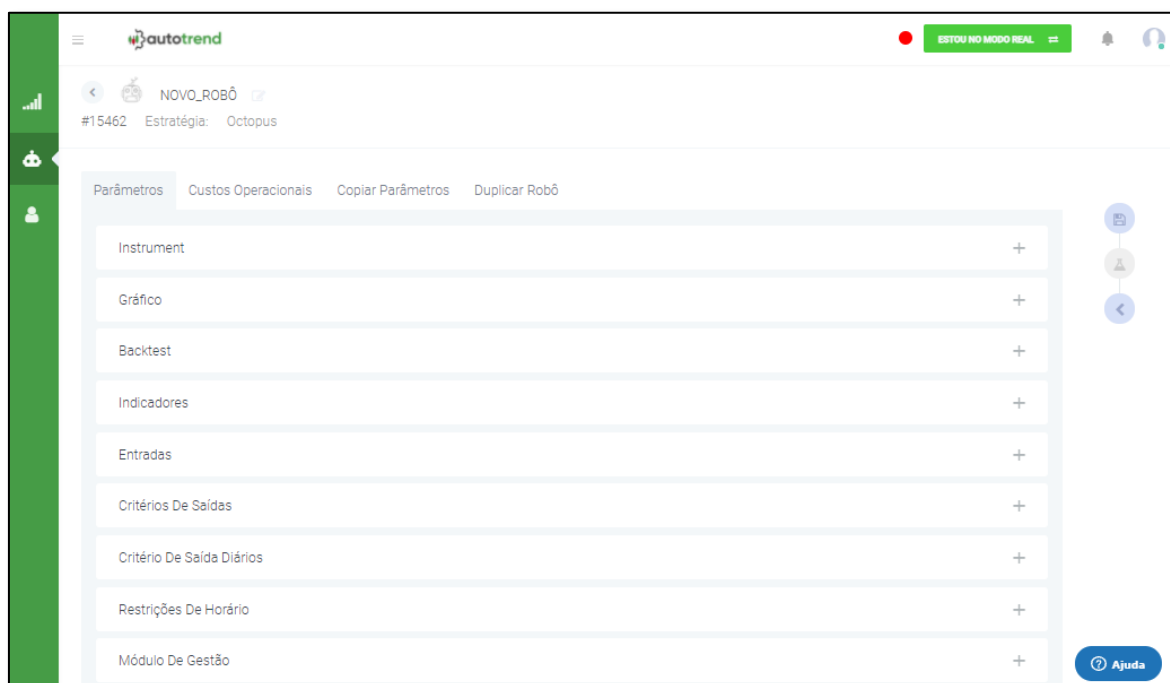 autotrend
ESTOU NO MODO REAL
NOVO_ROBÔ
#15462 Estratégia: Octopus
Parâmetros Custos Operacionais Copiar Parâmetros Duplicar Robô
Instrument
Gráfico
Backtest
Indicadores
Entradas
Critérios De Saídas
Critério De Saída Diários
Restrições De Horário
Módulo De Gestão
Ajuda